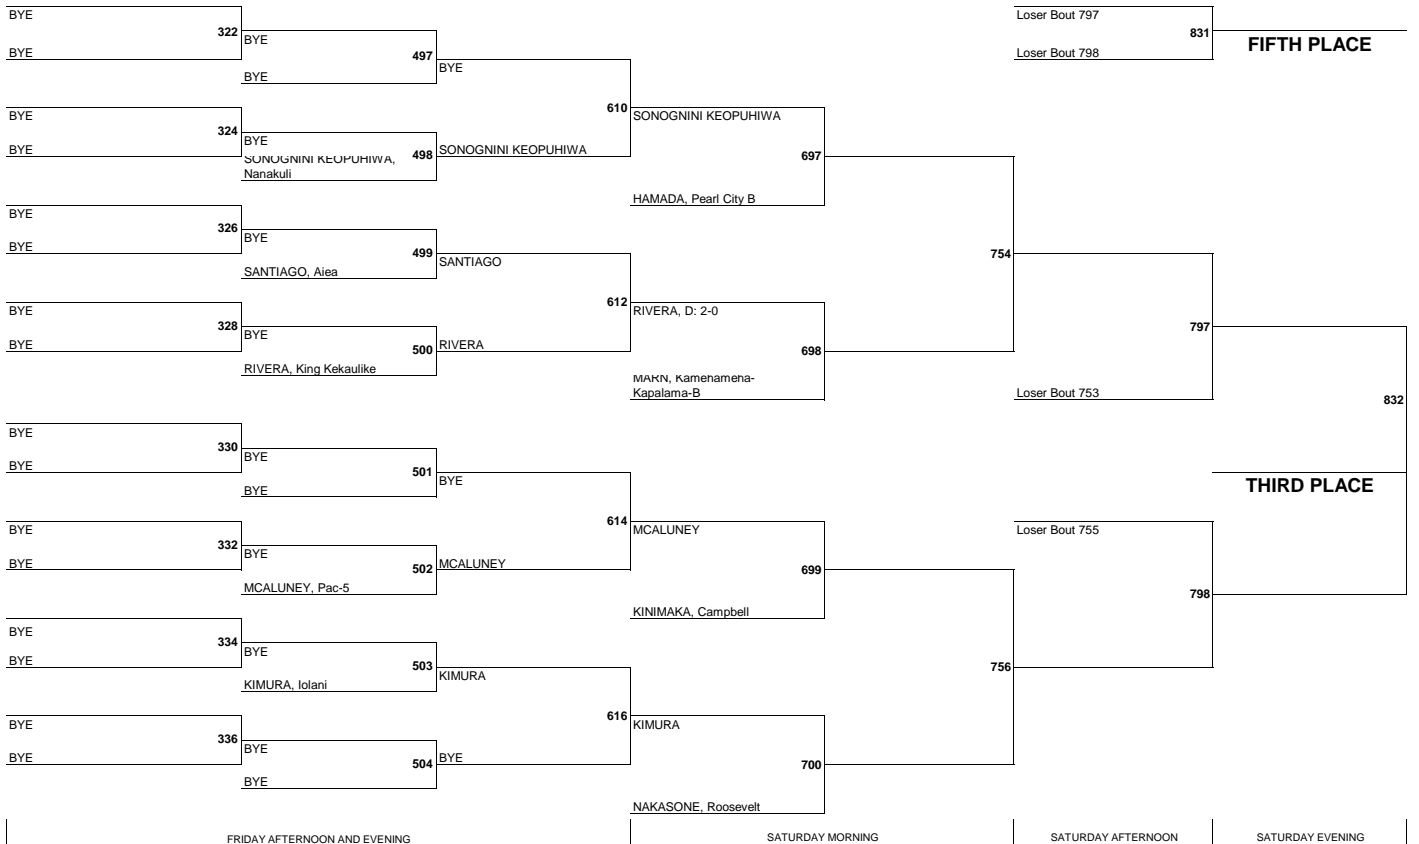 BYE
322
BYE
BYE
497
BYE
BYE
324
BYE
BYE
SONOGNINI KEOPUHIWA,
Nanakuli
498
BYE
SONOGNINI KEOPUHIWA
610
SONOGNINI KEOPUHIWA
697
HAMADA, Pearl City B
BYE
326
BYE
BYE
499
SANTIAGO, Aiea
SANTIAGO
BYE
328
BYE
BYE
500
RIVERA, King Kekaulike
RIVERA
612
RIVERA, D: 2-0
698
MARN, Kamehameha-
Kapalama-B
754
Loser Bout 753
797
BYE
330
BYE
BYE
501
BYE
BYE
BYE
332
BYE
BYE
502
MCALUNEY, Pac-5
MCALUNEY
614
MCALUNEY
699
KINIMAKA, Campbell
BYE
334
BYE
BYE
503
KIMURA, Iolani
KIMURA
BYE
336
BYE
BYE
504
BYE
BYE
616
KIMURA
700
NAKASONE, Roosevelt
756
Loser Bout 755
798
Loser Bout 797
831
Loser Bout 798
FIFTH PLACE
832
THIRD PLACE
FRIDAY AFTERNOON AND EVENING
SATURDAY MORNING
SATURDAY AFTERNOON
SATURDAY EVENING